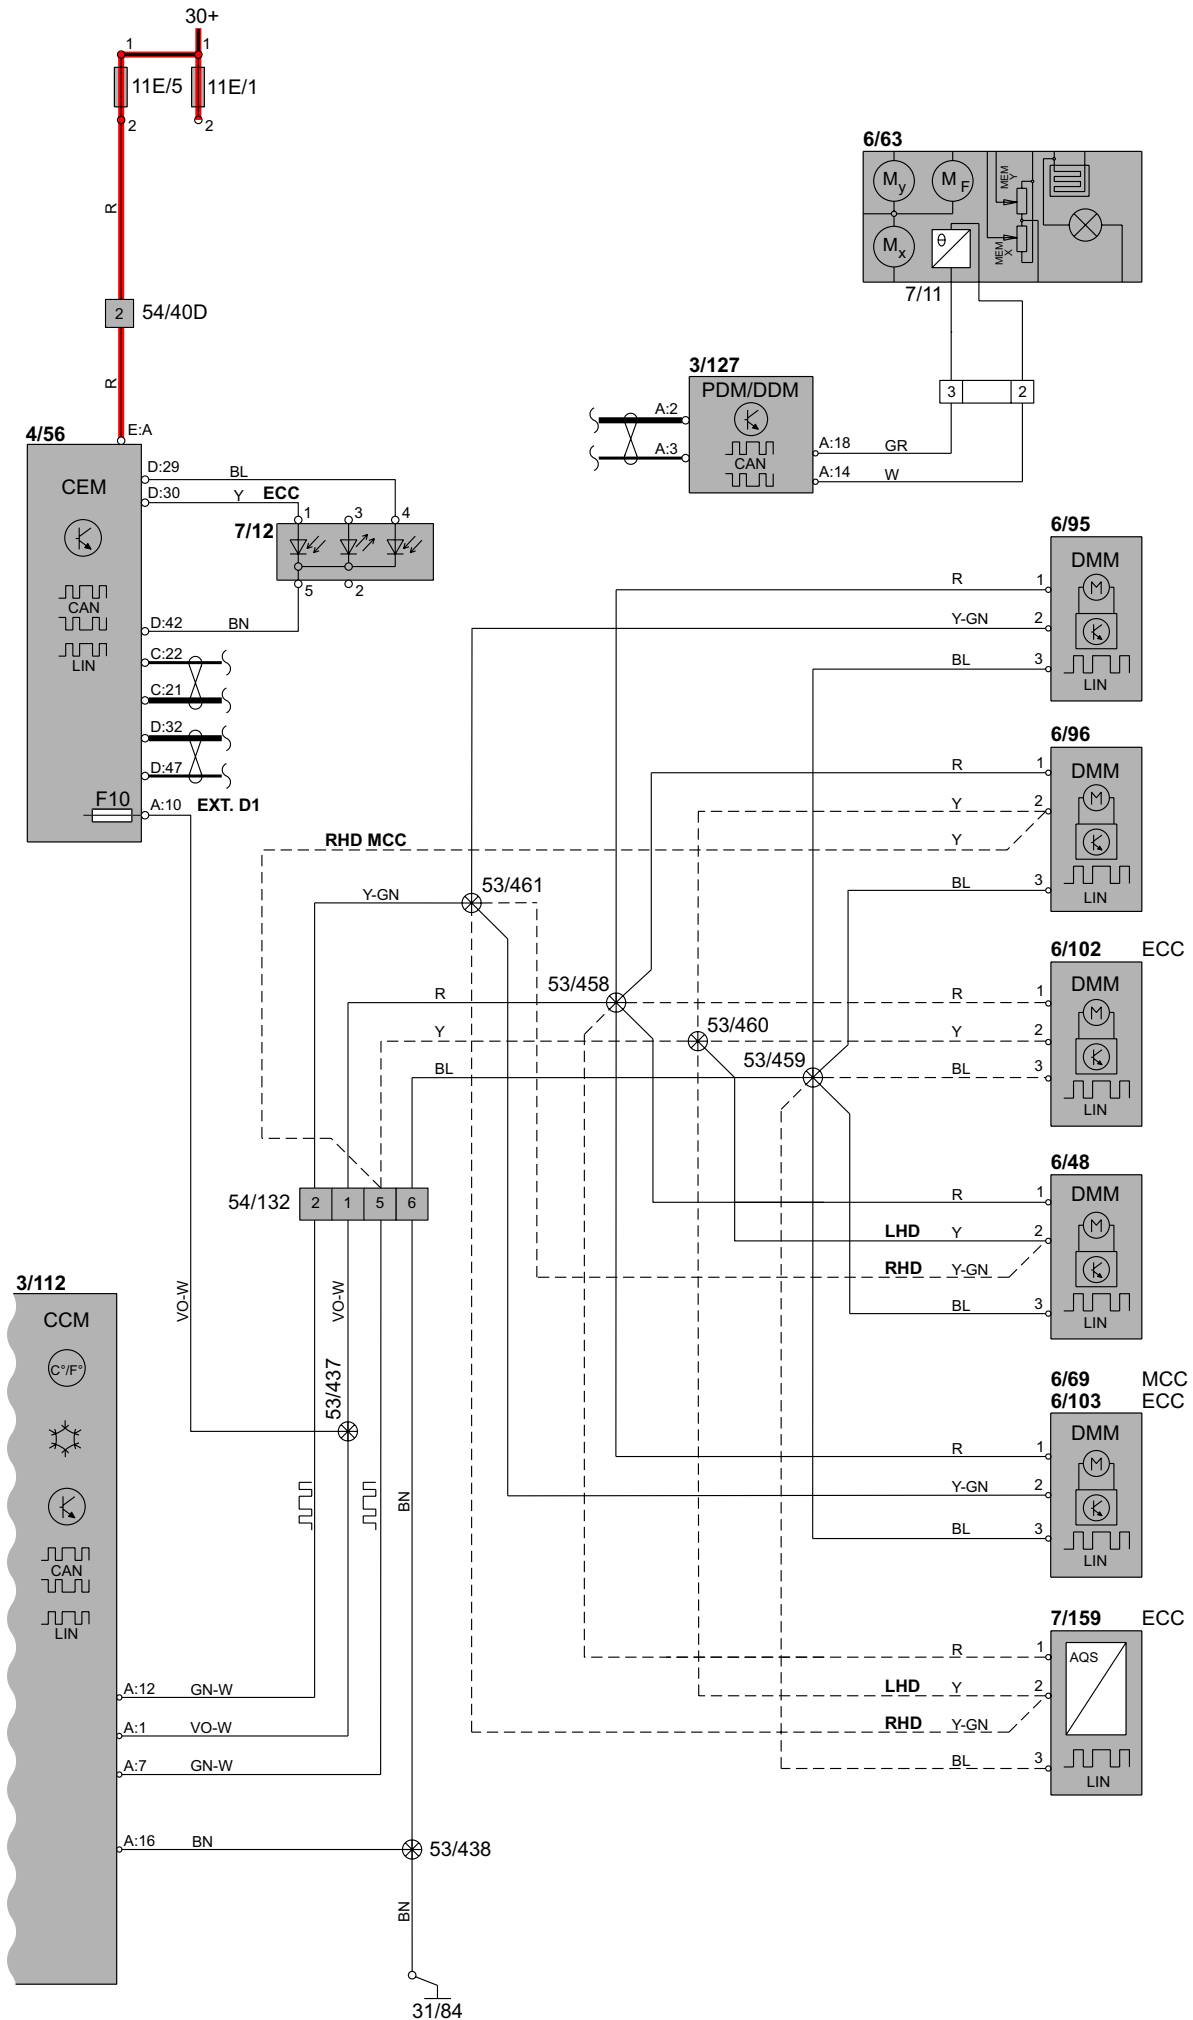 30+
1 1
11E/5 11E/1
2 2
R
2 54/40D
R
E:A
4/56
CEM
CAN
LIN
D:29 BL
D:30 Y ECC
7/12
1 3 4
5 2
D:42 BN
C:22
C:21
D:32
D:47
F10 A:10 EXT. D1
6/63
My MF
Mx
MEM Y
MEM X
θ
7/11
3 2
3/127
PDM/DDM
CAN
A:2
A:3
A:18 GR
A:14 W
6/95
DMM
M
LIN
R 1
Y-GN 2
BL 3
6/96
DMM
M
LIN
R 1
Y 2
Y
BL 3
RHD MCC
Y-GN 53/461
R 53/458
Y 53/460
BL 53/459
6/102 ECC
DMM
M
LIN
R 1
Y 2
BL 3
54/132 2 1 5 6
6/48
DMM
M
LIN
R 1
LHD Y 2
RHD Y-GN
BL 3
3/112
CCM
C°/F°
CAN
LIN
VO-W VO-W
53/437
BN
6/69 MCC
6/103 ECC
DMM
M
LIN
R 1
Y-GN 2
BL 3
7/159 ECC
AQS
LIN
R 1
LHD Y 2
RHD Y-GN
BL 3
A:12 GN-W
A:1 VO-W
A:7 GN-W
A:16 BN 53/438
BN
31/84